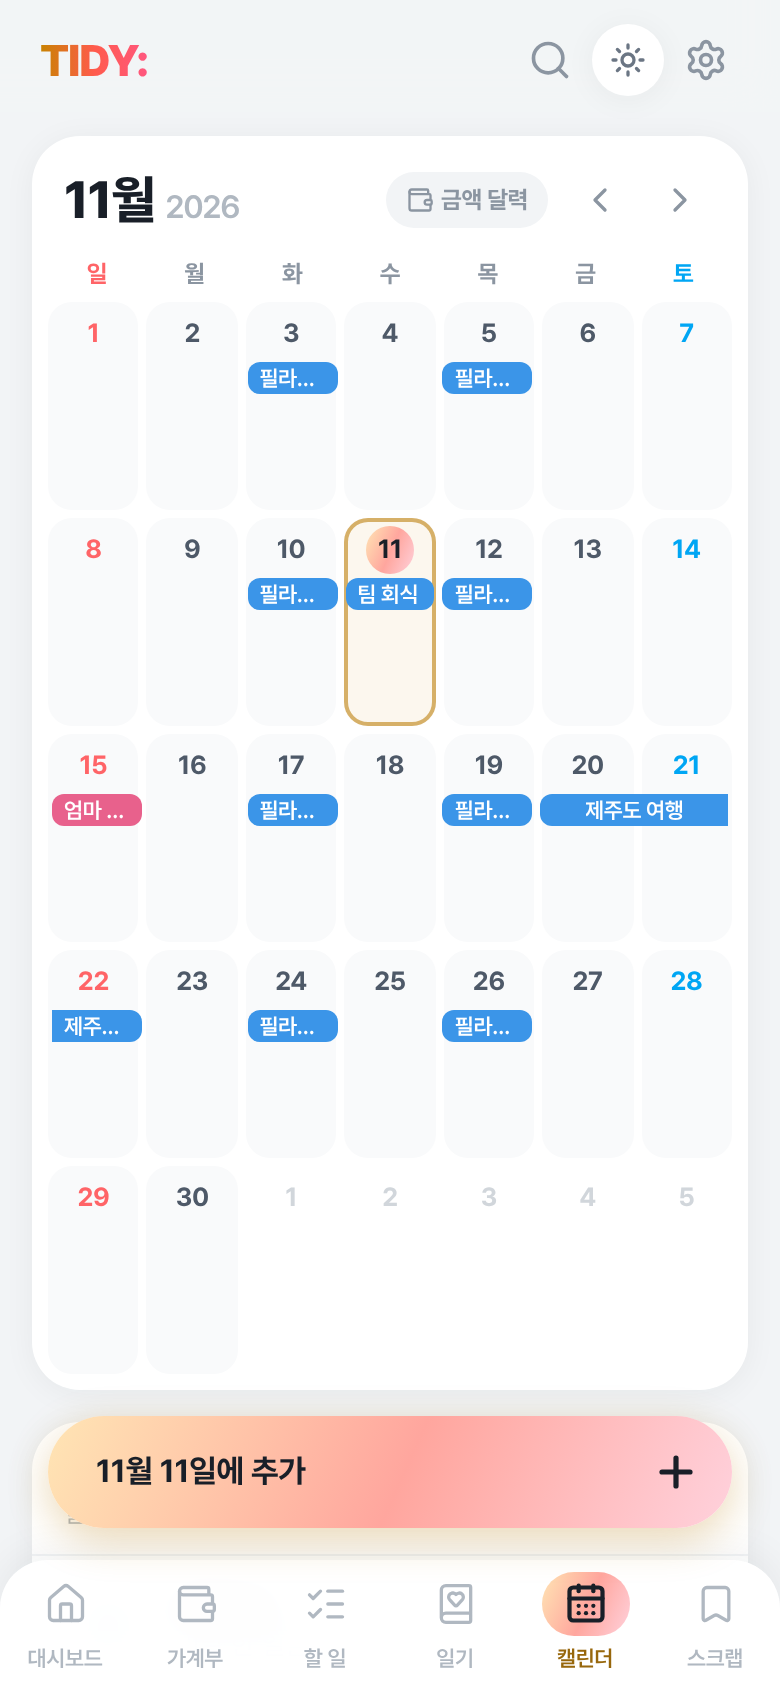 TIDY:
11월 2026
금액 달력
일 월 화 수 목 금 토
1 2 3 4 5 6 7
필라... 필라...
8 9 10 11 12 13 14
필라... 팀 회식 필라...
15 16 17 18 19 20 21
엄마 ... 필라... 필라... 제주도 여행
22 23 24 25 26 27 28
제주... 필라... 필라...
29 30 1 2 3 4 5
11월 11일에 추가
대시보드 가계부 할 일 일기 캘린더 스크랩